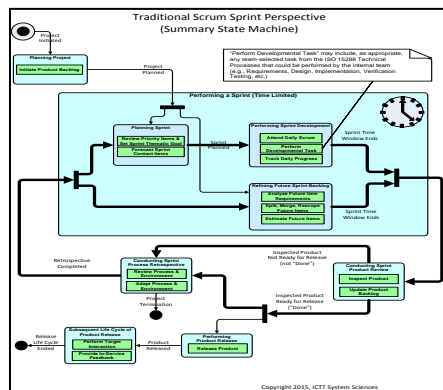 Traditional Scrum Sprint Perspective
(Summary State Machine)
Project
Initiated
Planning Project
Initiate Product Backlog
Project
Planned
"Perform Developmental Task" may include, as appropriate,
any team-selected task from the ISO 15288 Technical
Processes that could be performed by the internal team
(e.g., Requirements, Design, Implementation, Verification
Testing, etc.).
Performing a Sprint (Time Limited)
Planning Sprint
Review Priority Items &
Set Sprint Thematic Goal
Forecast Sprint
Content Items
Sprint
Planned
Performing Sprint Development
Attend Daily Scrum
Perform
Developmental Task
Track Daily Progress
Sprint Time
Window Ends
Refining Future Sprint Backlog
Analyze Future Item
Requirements
Split, Merge, Rescope
Future Items
Estimate Future Items
Sprint Time
Window Ends
Retrospective
Completed
Conducting Sprint
Process Retrospective
Review Process &
Environment
Adapt Process &
Environment
Project
Termination
Inspected Product
Not Ready for Release
(not "Done")
Inspected Product
Ready for Release
("Done")
Conducting Sprint
Product Review
Inspect Product
Update Product
Backlog
Release
Life Cycle
Ended
Subsequent Life Cycle of
Product Release
Perform Target
Interaction
Provide In-Service
Feedback
Product
Released
Performing
Product Release
Release Product
Copyright 2015, ICTT System Sciences